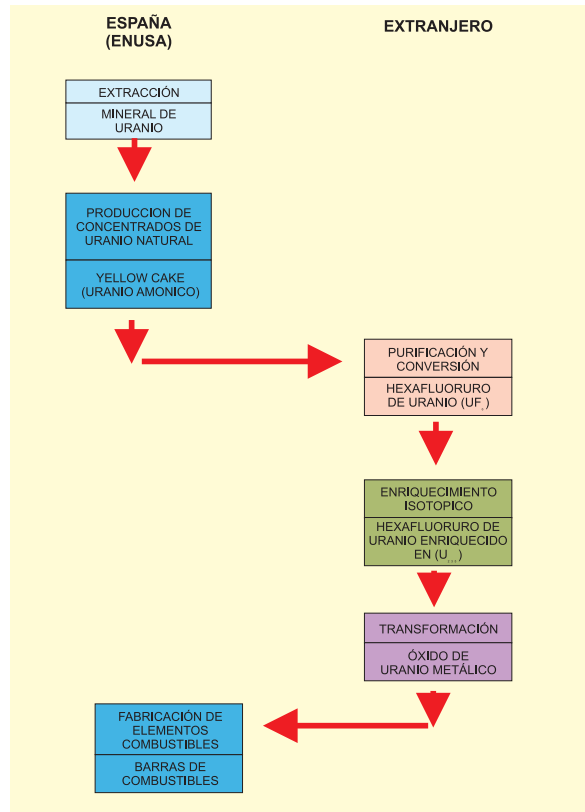 ESPAÑA
(ENUSA)
EXTRANJERO
EXTRACCIÓN
MINERAL DE
URANIO
PRODUCCION DE
CONCENTRADOS DE
URANIO NATURAL
YELLOW CAKE
(URANIO AMONICO)
PURIFICACIÓN Y
CONVERSIÓN
HEXAFLUORURO
DE URANIO (UF)
ENRIQUECIMIENTO
ISOTOPICO
HEXAFLUORURO DE
URANIO ENRIQUECIDO
EN (U)
TRANSFORMACIÓN
ÓXIDO DE
URANIO METÁLICO
FABRICACIÓN DE
ELEMENTOS
COMBUSTIBLES
BARRAS DE
COMBUSTIBLES